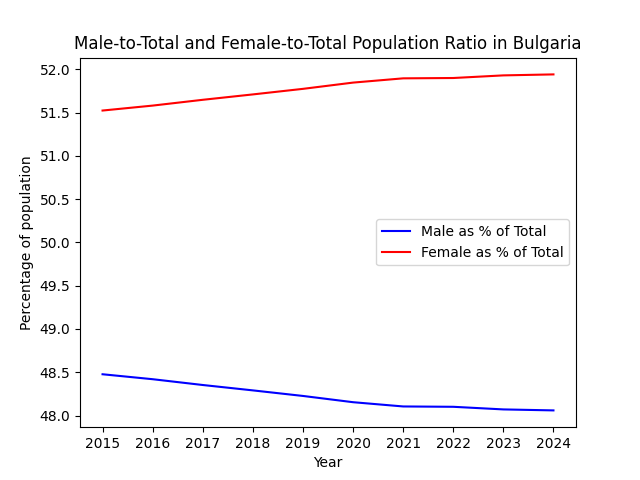 Male-to-Total and Female-to-Total Population Ratio in Bulgaria
52.0
51.5
51.0
50.5
50.0
49.5
49.0
48.5
48.0
Percentage of population
Male as % of Total
Female as % of Total
2015 2016 2017 2018 2019 2020 2021 2022 2023 2024
Year